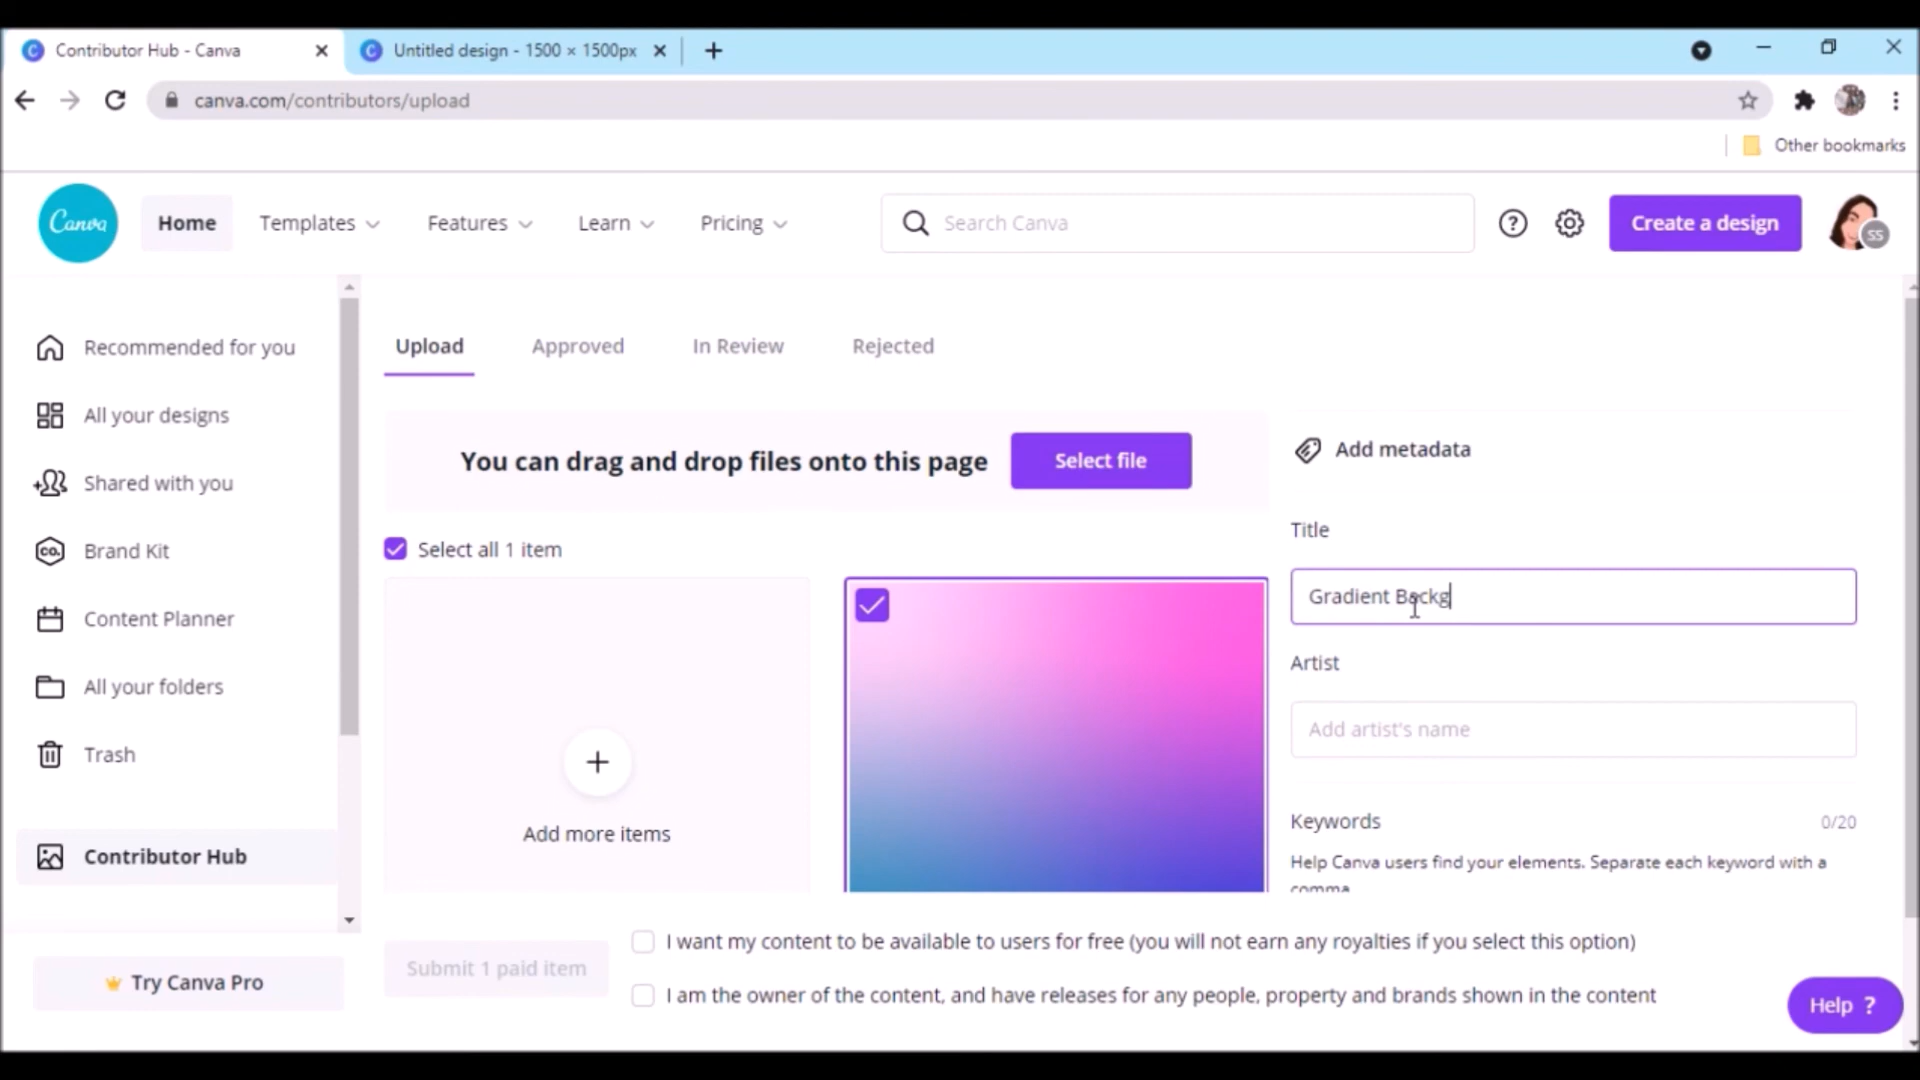 Contributor Hub - Canva
Untitled design - 1500 × 1500px
canva.com/contributors/upload
Other bookmarks
Canva
Home
Templates
Features
Learn
Pricing
Search Canva
Create a design
SS
Recommended for you
All your designs
Shared with you
CO.
Brand Kit
Content Planner
All your folders
Trash
Contributor Hub
Try Canva Pro
Upload
Approved
In Review
Rejected
You can drag and drop files onto this page
Select file
Select all 1 item
Add more items
Add metadata
Title
Gradient Backg
Artist
Add artist's name
Keywords
0/20
Help Canva users find your elements. Separate each keyword with a
comma
Submit 1 paid item
I want my content to be available to users for free (you will not earn any royalties if you select this option)
I am the owner of the content, and have releases for any people, property and brands shown in the content
Help ?